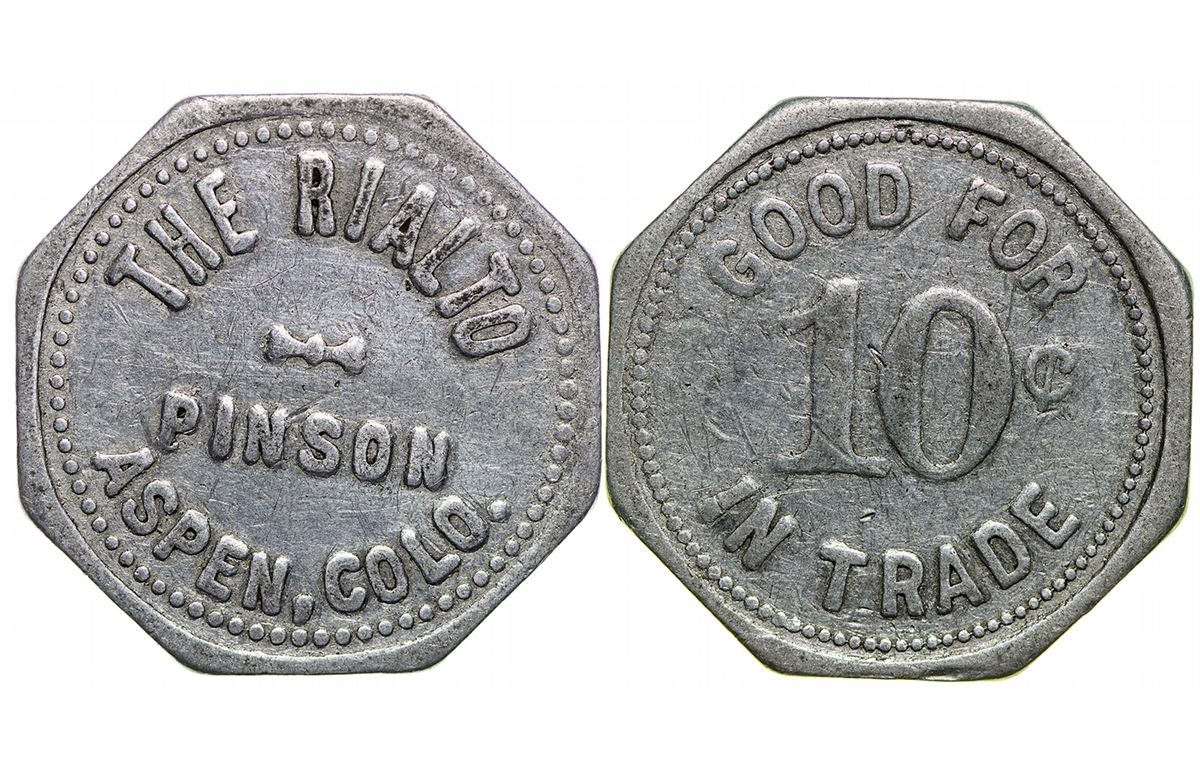 THE RIALTO
PINSON
ASPEN, COLO.
GOOD FOR
10¢
IN TRADE